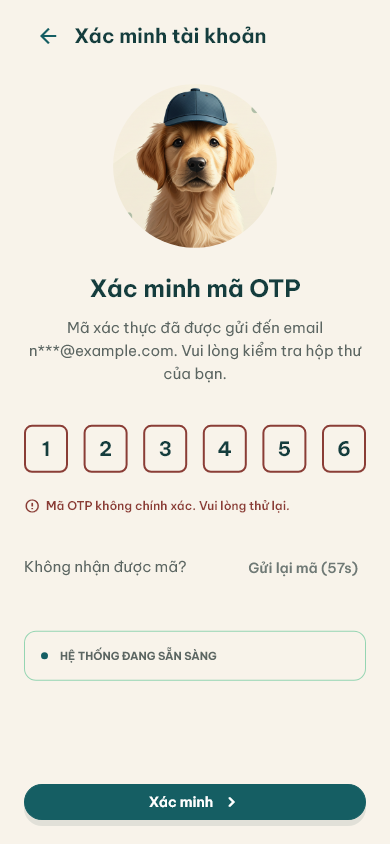 Xác minh tài khoản
Xác minh mã OTP
Mã xác thực đã được gửi đến email
n***@example.com. Vui lòng kiểm tra hộp thư
của bạn.
1 2 3 4 5 6
Mã OTP không chính xác. Vui lòng thử lại.
Không nhận được mã? Gửi lại mã (57s)
HỆ THỐNG ĐANG SẴN SÀNG
Xác minh